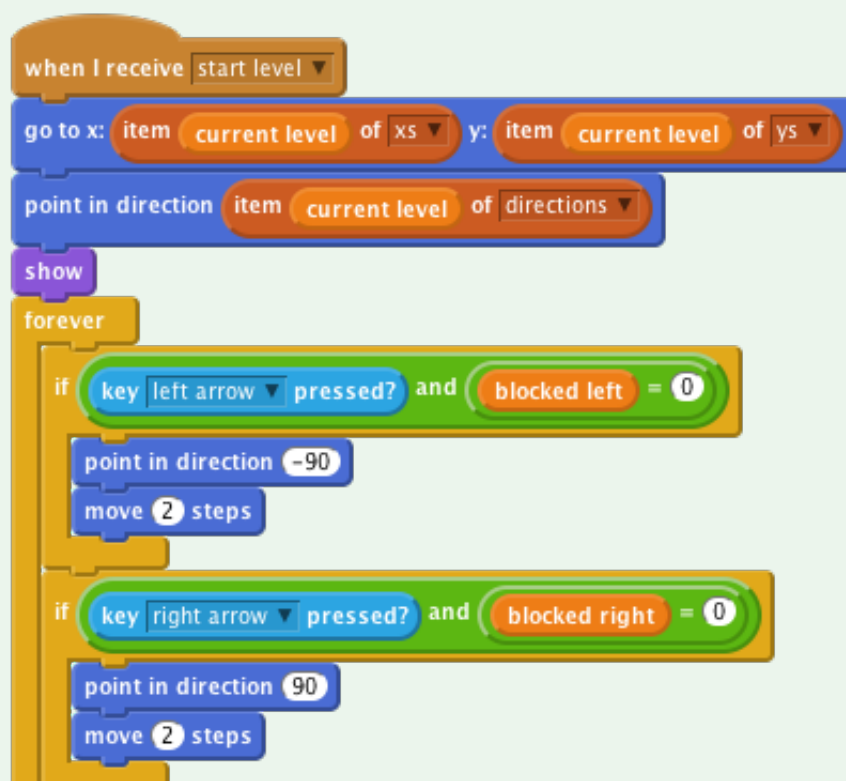 when I receive start level
go to x: item current level of xs y: item current level of ys
point in direction item current level of directions
show
forever
if key left arrow pressed? and blocked left = 0
point in direction -90
move 2 steps
if key right arrow pressed? and blocked right = 0
point in direction 90
move 2 steps